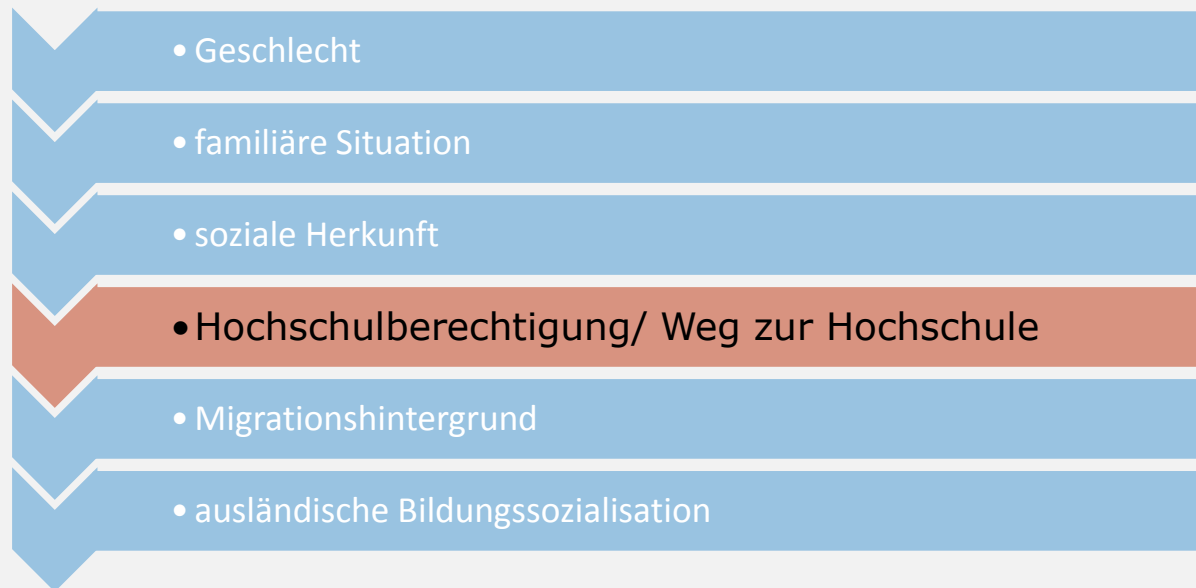 • Geschlecht
• familiäre Situation
• soziale Herkunft
• Hochschulberechtigung/ Weg zur Hochschule
• Migrationshintergrund
• ausländische Bildungssozialisation